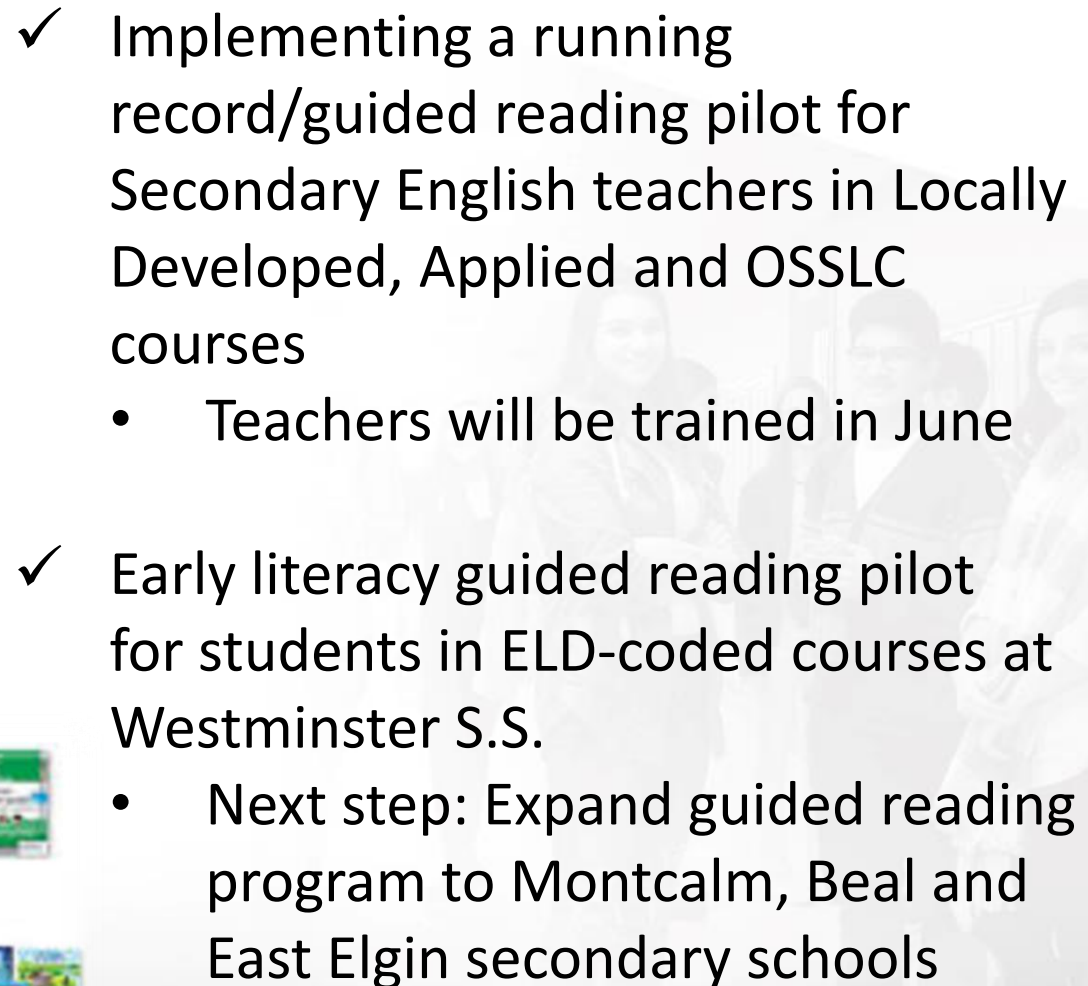 ✓ Implementing a running
record/guided reading pilot for
Secondary English teachers in Locally
Developed, Applied and OSSLC
courses
• Teachers will be trained in June
✓ Early literacy guided reading pilot
for students in ELD-coded courses at
Westminster S.S.
• Next step: Expand guided reading
program to Montcalm, Beal and
East Elgin secondary schools